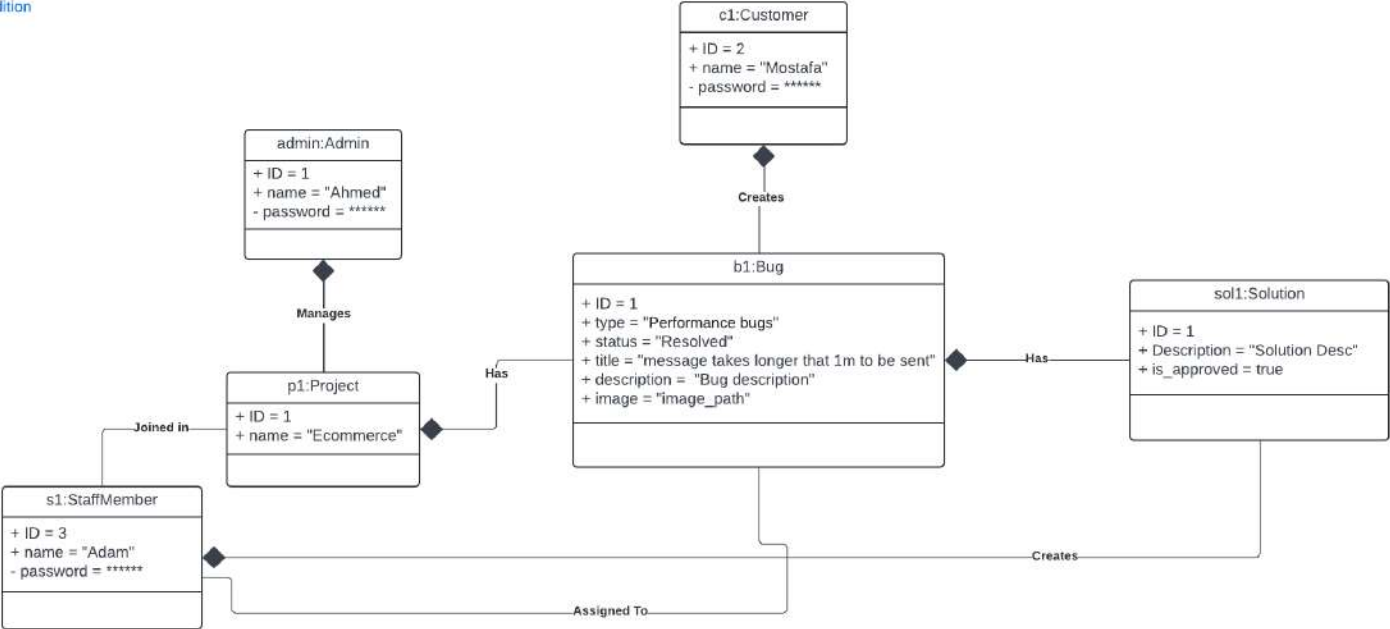 dition
c1:Customer
+ ID = 2
+ name = "Mostafa"
- password = ******
admin:Admin
+ ID = 1
+ name = "Ahmed"
- password = ******
Creates
b1:Bug
+ ID = 1
+ type = "Performance bugs"
+ status = "Resolved"
+ title = "message takes longer that 1m to be sent"
+ description =  "Bug description"
+ image = "image_path"
sol1:Solution
+ ID = 1
+ Description = "Solution Desc"
+ is_approved = true
Manages
Has
Has
p1:Project
+ ID = 1
+ name = "Ecommerce"
Joined in
s1:StaffMember
+ ID = 3
+ name = "Adam"
- password = ******
Creates
Assigned To